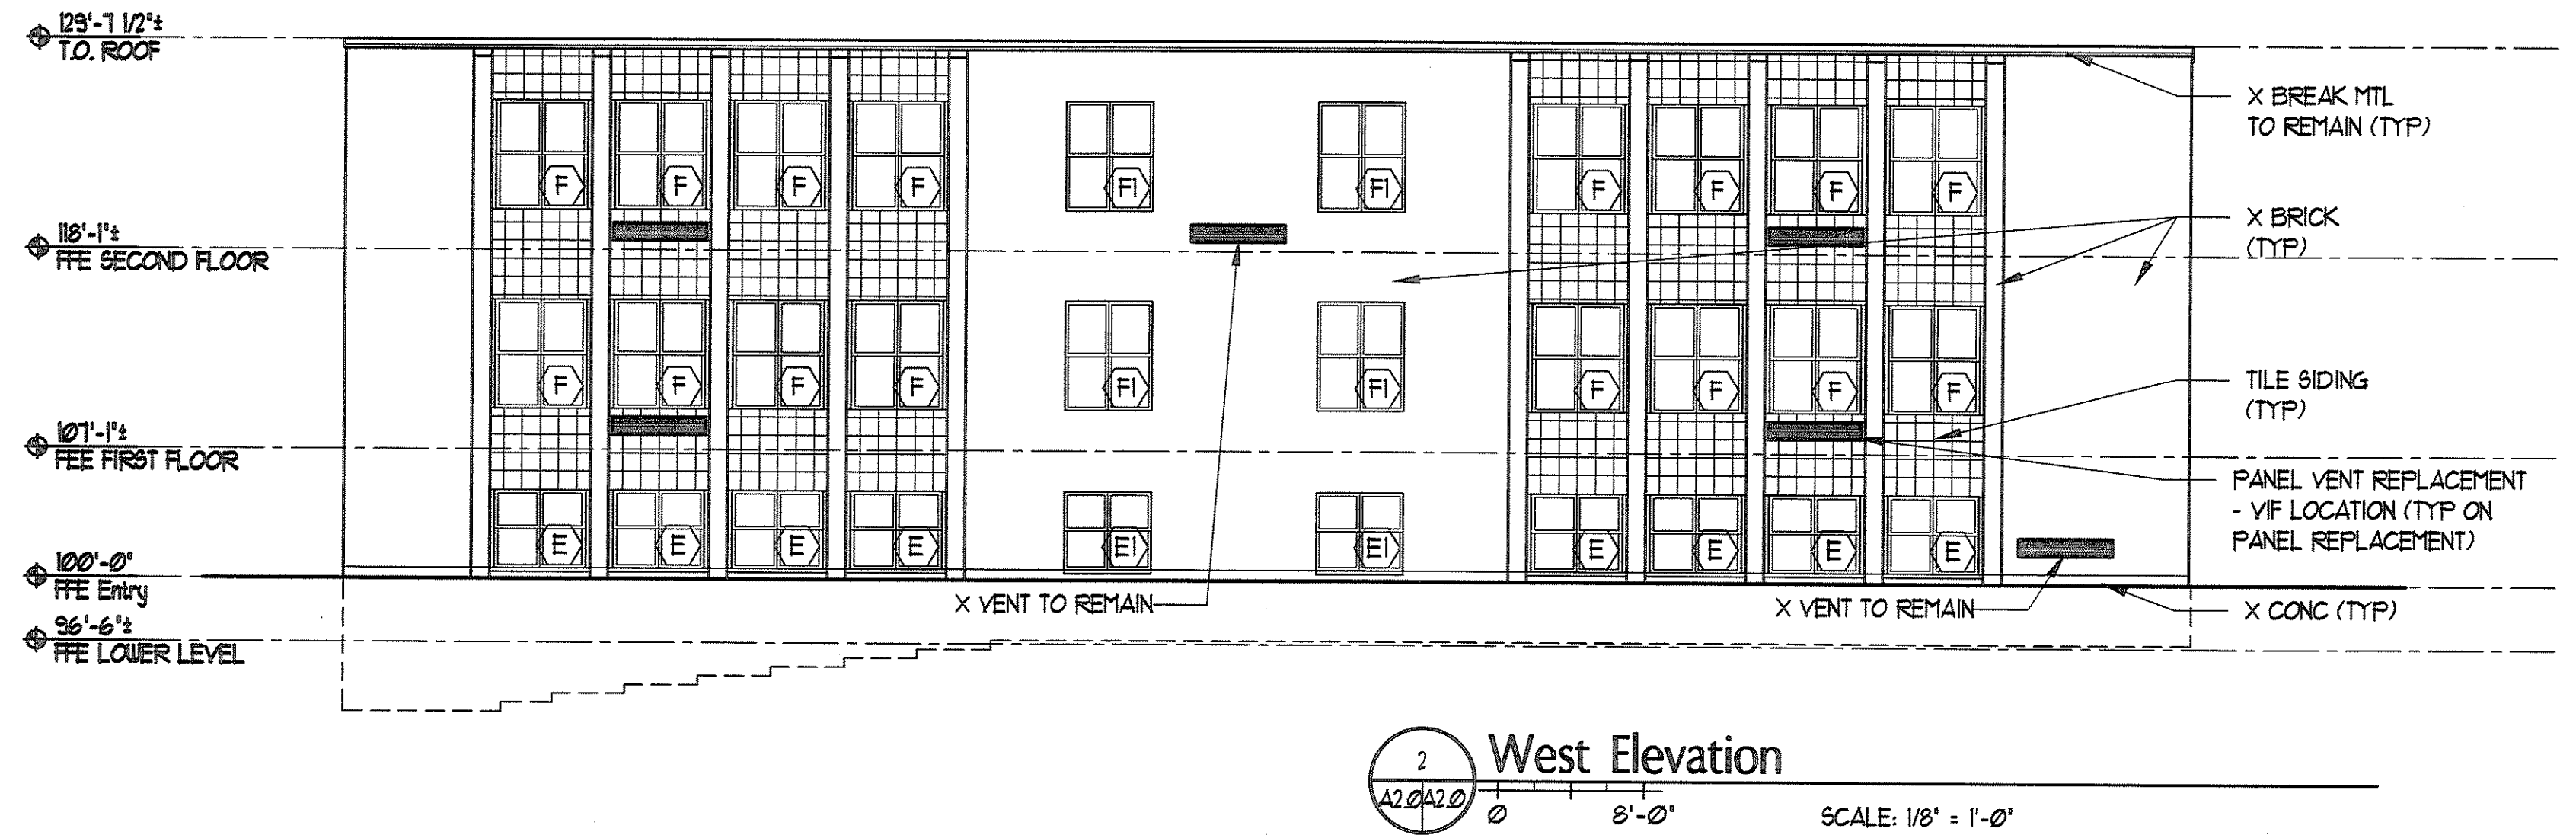 129'-7 1/2"±
T.O. ROOF
118'-1"±
FFE SECOND FLOOR
107'-1"±
FEE FIRST FLOOR
100'-0"
FFE Entry
96'-6"±
FFE LOWER LEVEL
F F F F F1 F1 F F F F
F F F F F1 F1 F F F F
E E E E E1 E1 E E E E
X VENT TO REMAIN
X VENT TO REMAIN
X BREAK MTL
TO REMAIN (TYP)
X BRICK
(TYP)
TILE SIDING
(TYP)
PANEL VENT REPLACEMENT
- VIF LOCATION (TYP ON
PANEL REPLACEMENT)
X CONC (TYP)
2
A2.0 A2.0
West Elevation
0 8'-0"
SCALE: 1/8" = 1'-0"